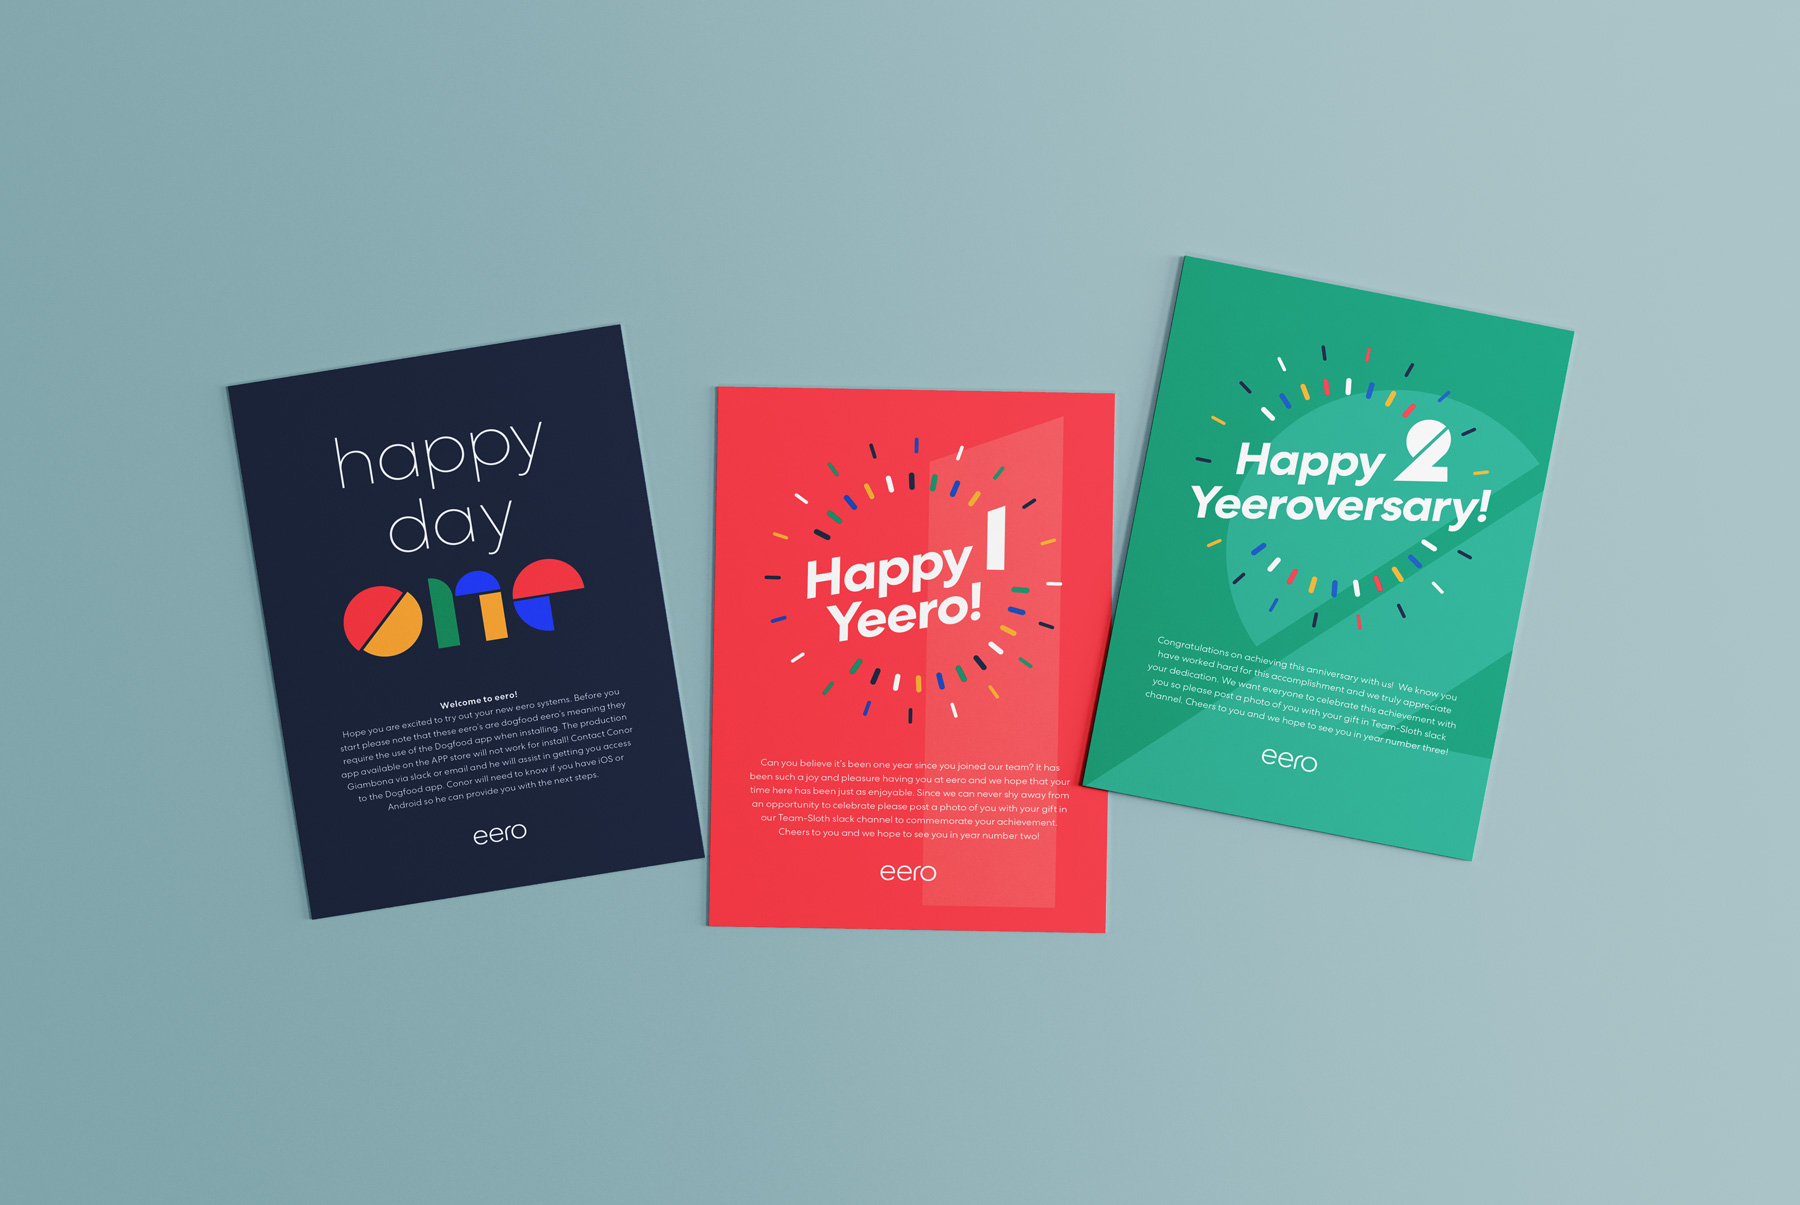 happy
day
one
Welcome to eero!
Hope you are excited to try out your new eero systems. Before you
start please note that these eero's are dogfood eero's meaning they
require the use of the Dogfood app when installing. The production
app available on the APP store will not work for install! Contact Conor
Giambona via slack or email and he will assist in getting you access
to the Dogfood app. Conor will need to know if you have iOS or
Android so he can provide you with the next steps.
eero
Happy 1
Yeero!
Can you believe it's been one year since you joined our team? It has
been such a joy and pleasure having you at eero and we hope that your
time here has been just as enjoyable. Since we can never shy away from
an opportunity to celebrate please post a photo of you with your gift in
our Team-Sloth slack channel to commemorate your achievement.
Cheers to you and we hope to see you in year number two!
eero
Happy 2
Yeeroversary!
Congratulations on achieving this anniversary with us! We know you
have worked hard for this accomplishment and we truly appreciate
your dedication. We want everyone to celebrate this achievement with
you so please post a photo of you with your gift in Team-Sloth slack
channel. Cheers to you and we hope to see you in year number three!
eero